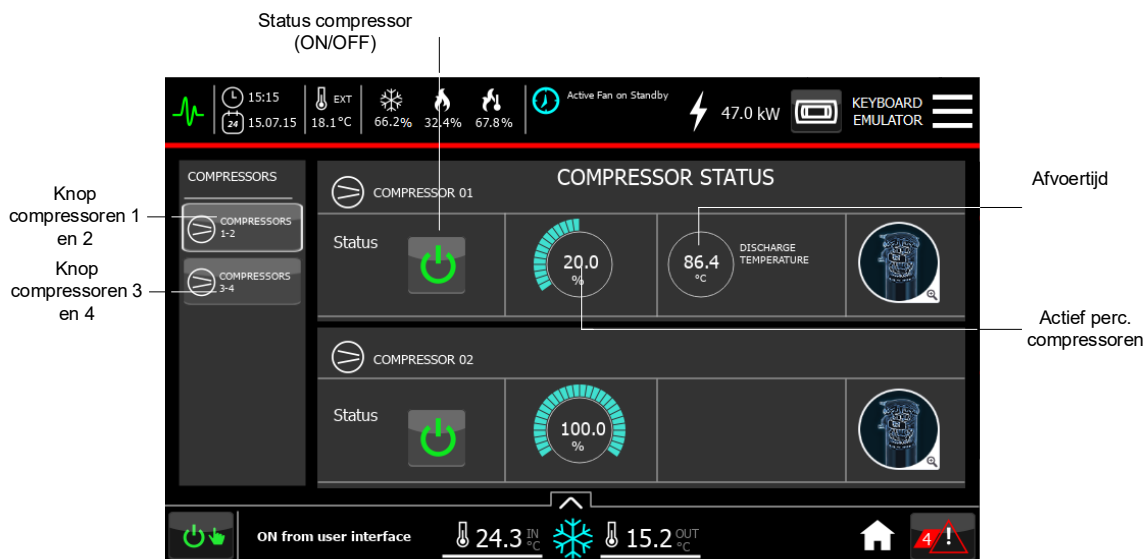 Status compressor
(ON/OFF)
15:15
24 15.07.15
EXT
18.1°C
66.2%
32.4%
67.8%
Active Fan on Standby
47.0 kW
KEYBOARD
EMULATOR
COMPRESSORS
COMPRESSORS
1-2
COMPRESSORS
3-4
Knop
compressoren 1
en 2
Knop
compressoren 3
en 4
COMPRESSOR STATUS
COMPRESSOR 01
Status
20.0
%
86.4
°C
DISCHARGE
TEMPERATURE
Afvoertijd
Actief perc.
compressoren
COMPRESSOR 02
Status
100.0
%
ON from user interface
24.3 IN °C
15.2 OUT °C
4 !